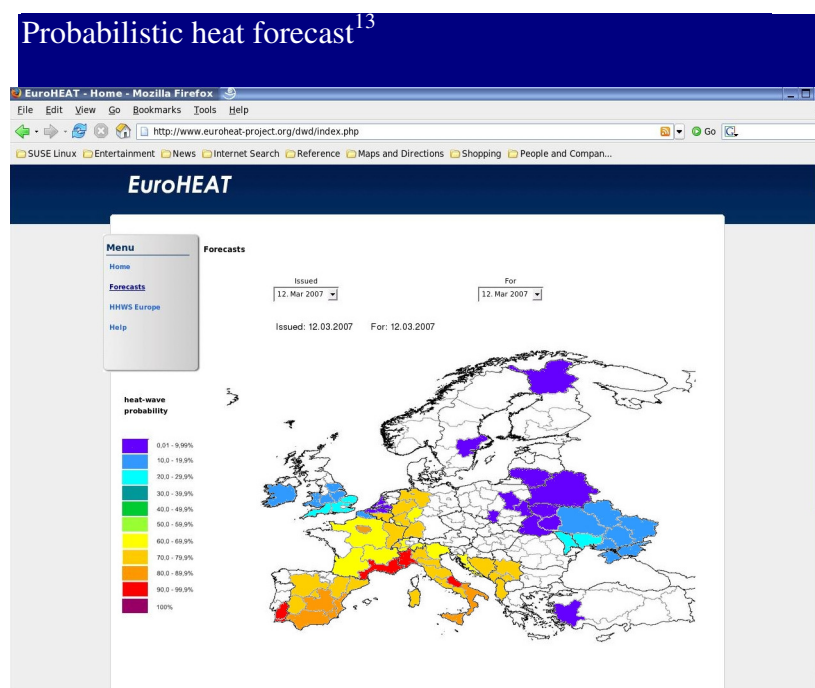 Probabilistic heat forecast13
EuroHEAT - Home - Mozilla Firefox
File Edit View Go Bookmarks Tools Help
http://www.euroheat-project.org/dwd/index.php Go G
SUSE Linux Entertainment News Internet Search Reference Maps and Directions Shopping People and Compan...
EuroHEAT
Menu
Home
Forecasts
HHWS Europe
Help
Forecasts
Issued For
12. Mar 2007 12. Mar 2007
Issued: 12.03.2007 For: 12.03.2007
heat-wave
probability
0,01 - 9,99%
10,0 - 19,9%
20,0 - 29,9%
30,0 - 39,9%
40,0 - 49,9%
50,0 - 59,9%
60,0 - 69,9%
70,0 - 79,9%
80,0 - 89,9%
90,0 - 99,9%
100%